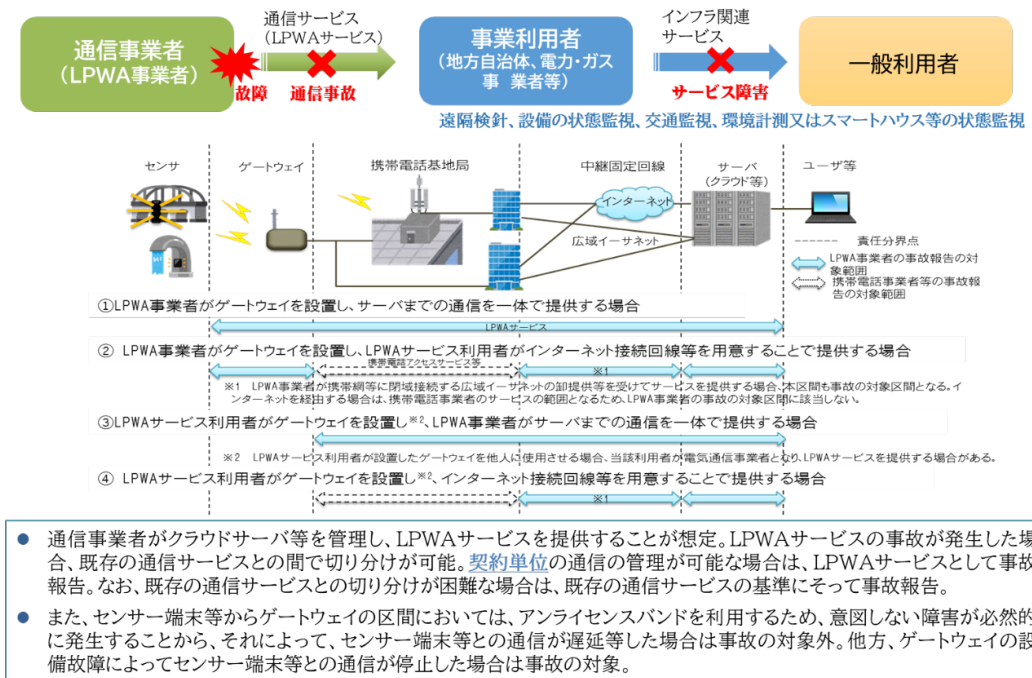 通信事業者
(LPWA事業者)
故障
通信サービス
(LPWAサービス)
通信事故
事業利用者
(地方自治体、電力・ガス
事　業者等)
インフラ関連
サービス
サービス障害
一般利用者
遠隔検針、設備の状態監視、交通監視、環境計測又はスマートハウス等の状態監視
センサ
ゲートウェイ
携帯電話基地局
中継固定回線
サーバ
(クラウド等)
ユーザ等
インターネット
広域イーサネット
責任分界点
LPWA事業者の事故報告の対
象範囲
携帯電話事業者等の事故報
告の対象範囲
①LPWA事業者がゲートウェイを設置し、サーバまでの通信を一体で提供する場合
LPWAサービス
② LPWA事業者がゲートウェイを設置し、LPWAサービス利用者がインターネット接続回線等を用意することで提供する場合
携帯電話アクセスサービス等
※1
※1　LPWA事業者が携帯網等に閉域接続する広域イーサネットの卸提供等を受けてサービスを提供する場合、本区間も事故の対象区間となる。イ
ンターネットを経由する場合は、携帯電話事業者のサービスの範囲となるため、LPWA事業者の事故の対象区間に該当しない。
③LPWAサービス利用者がゲートウェイを設置し※2、LPWA事業者がサーバまでの通信を一体で提供する場合
※2　LPWAサービス利用者が設置したゲートウェイを他人に使用させる場合、当該利用者が電気通信事業者となり、LPWAサービスを提供する場合がある。
④ LPWAサービス利用者がゲートウェイを設置し※2、インターネット接続回線等を用意することで提供する場合
※1
● 通信事業者がクラウドサーバ等を管理し、LPWAサービスを提供することが想定。LPWAサービスの事故が発生した場
合、既存の通信サービスとの間で切り分けが可能。契約単位の通信の管理が可能な場合は、LPWAサービスとして事故
報告。なお、既存の通信サービスとの切り分けが困難な場合は、既存の通信サービスの基準にそって事故報告。
● また、センサー端末等からゲートウェイの区間においては、アンライセンスバンドを利用するため、意図しない障害が必然的
に発生することから、それによって、センサー端末等との通信が遅延等した場合は事故の対象外。他方、ゲートウェイの設
備故障によってセンサー端末等との通信が停止した場合は事故の対象。